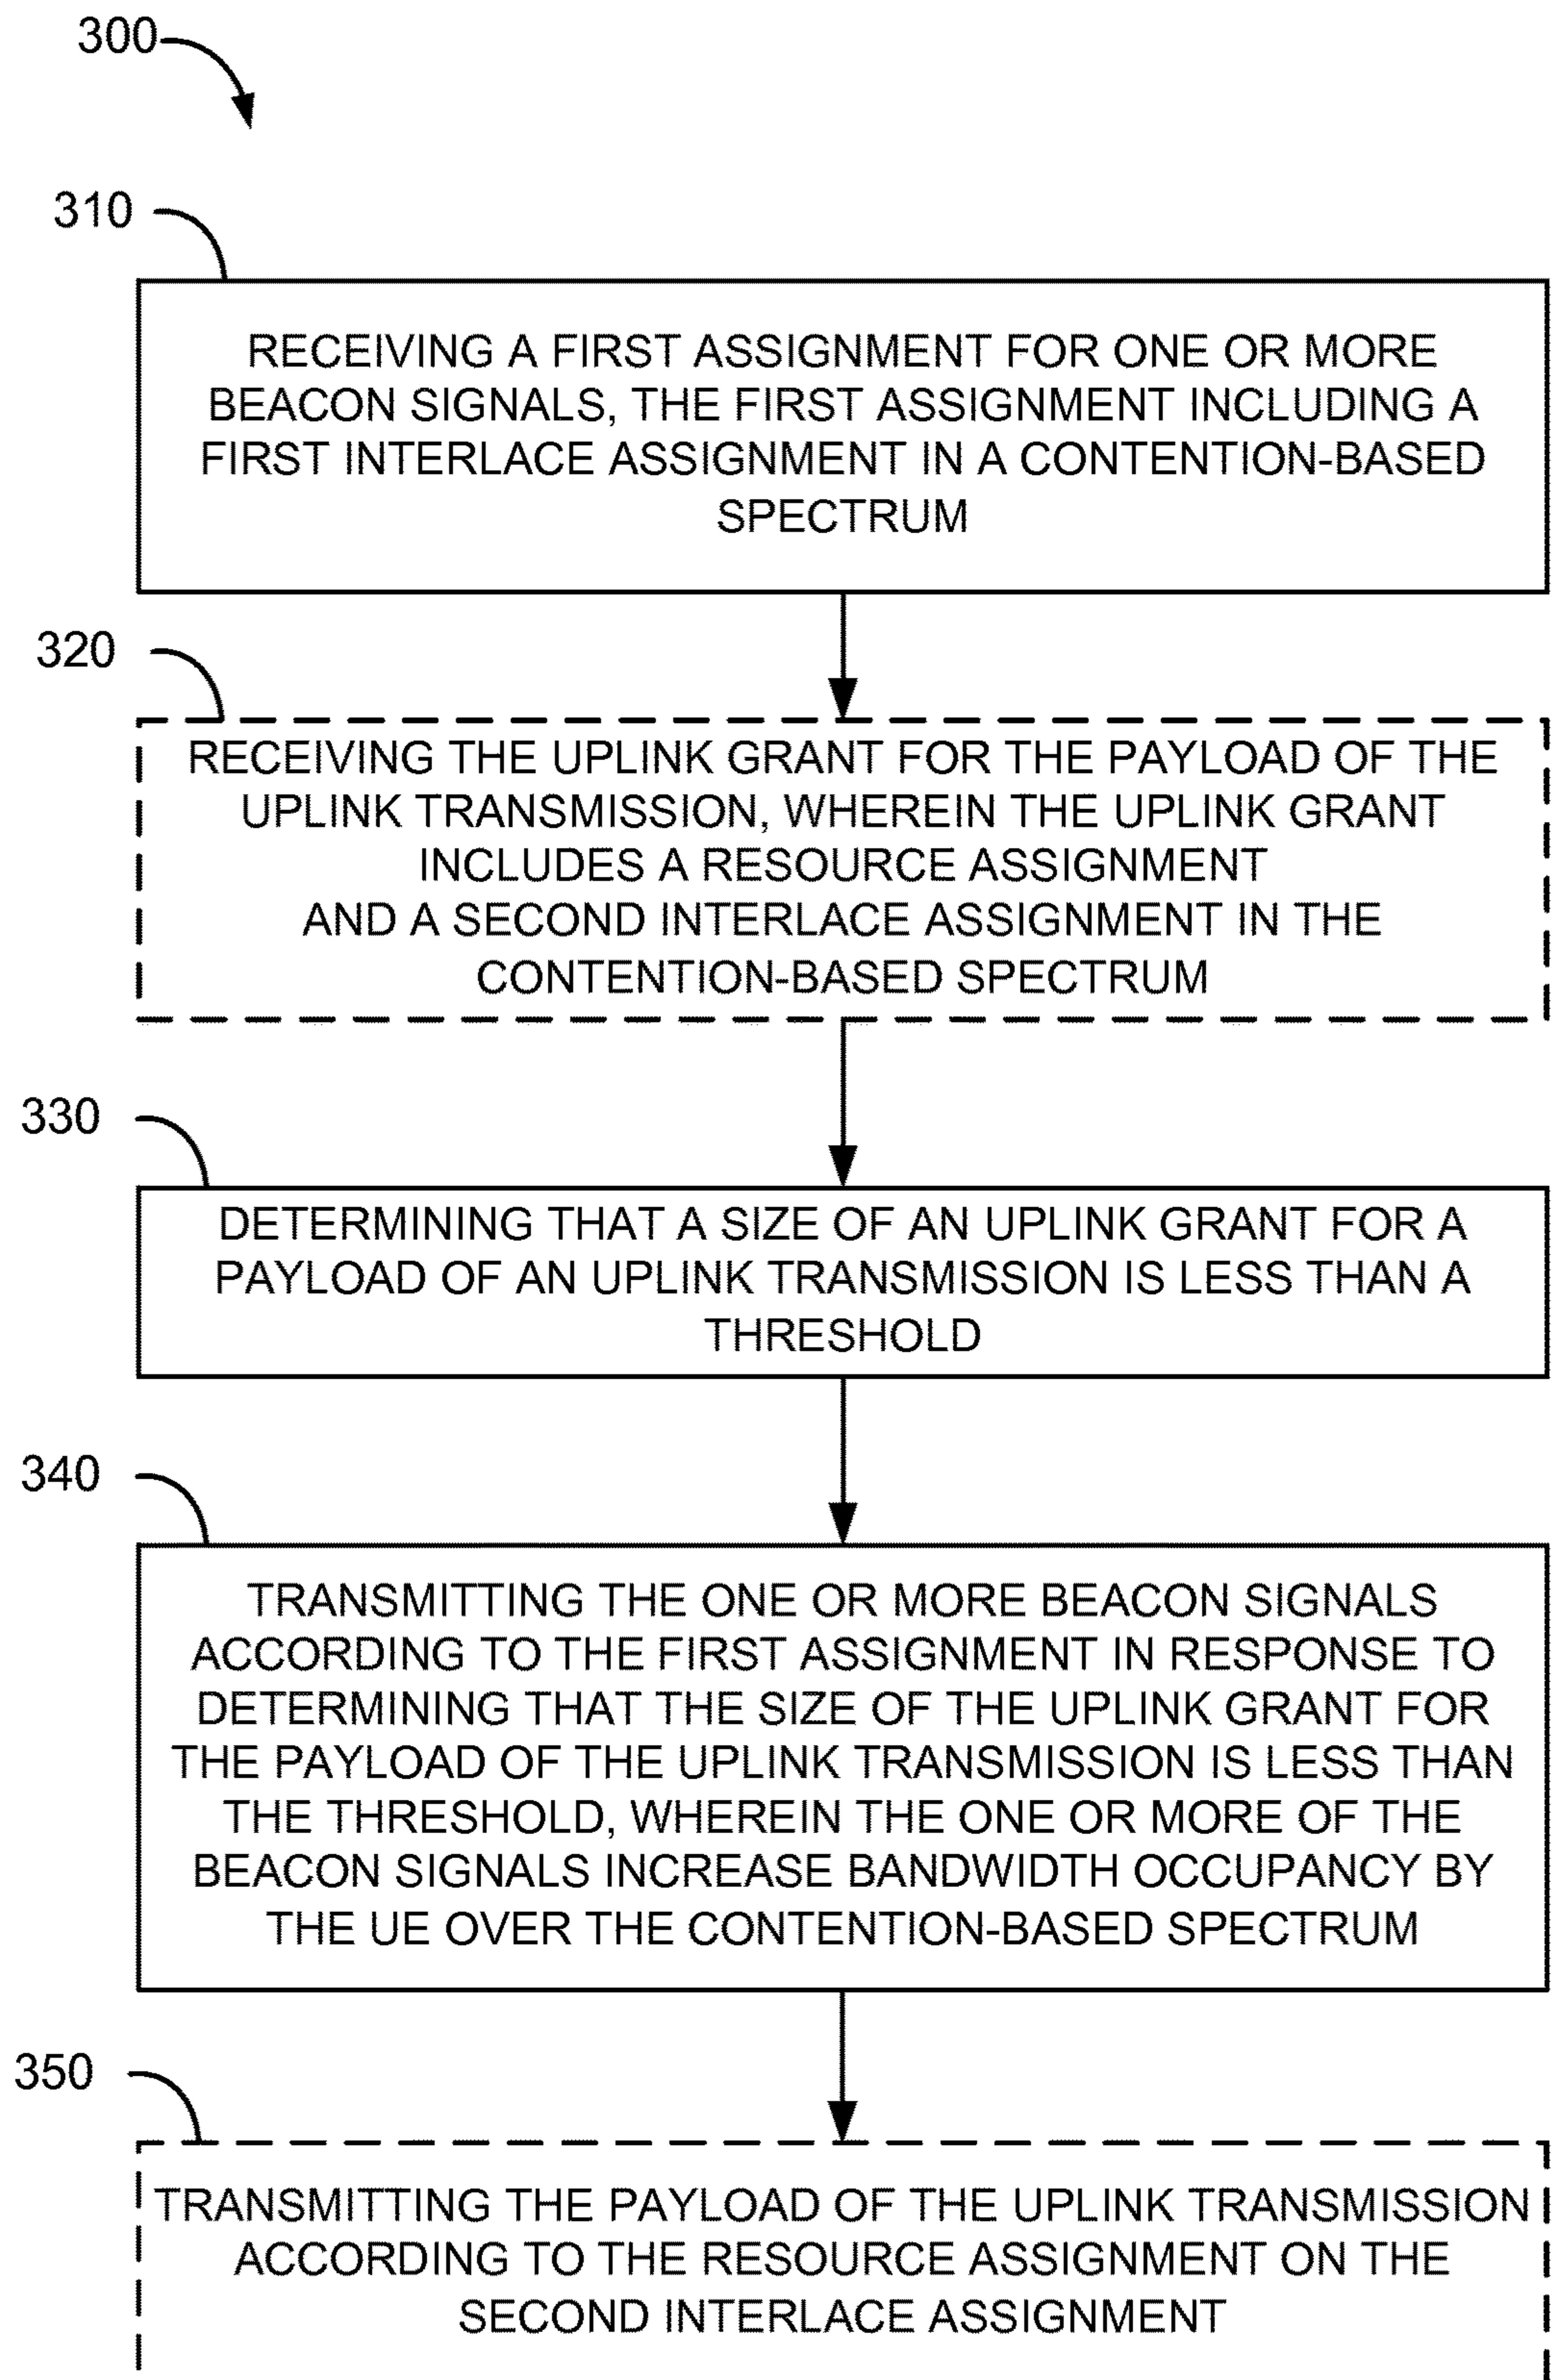 300
310
RECEIVING A FIRST ASSIGNMENT FOR ONE OR MORE
BEACON SIGNALS, THE FIRST ASSIGNMENT INCLUDING A
FIRST INTERLACE ASSIGNMENT IN A CONTENTION-BASED
SPECTRUM
320
RECEIVING THE UPLINK GRANT FOR THE PAYLOAD OF THE
UPLINK TRANSMISSION, WHEREIN THE UPLINK GRANT
INCLUDES A RESOURCE ASSIGNMENT
AND A SECOND INTERLACE ASSIGNMENT IN THE
CONTENTION-BASED SPECTRUM
330
DETERMINING THAT A SIZE OF AN UPLINK GRANT FOR A
PAYLOAD OF AN UPLINK TRANSMISSION IS LESS THAN A
THRESHOLD
340
TRANSMITTING THE ONE OR MORE BEACON SIGNALS
ACCORDING TO THE FIRST ASSIGNMENT IN RESPONSE TO
DETERMINING THAT THE SIZE OF THE UPLINK GRANT FOR
THE PAYLOAD OF THE UPLINK TRANSMISSION IS LESS THAN
THE THRESHOLD, WHEREIN THE ONE OR MORE OF THE
BEACON SIGNALS INCREASE BANDWIDTH OCCUPANCY BY
THE UE OVER THE CONTENTION-BASED SPECTRUM
350
TRANSMITTING THE PAYLOAD OF THE UPLINK TRANSMISSION
ACCORDING TO THE RESOURCE ASSIGNMENT ON THE
SECOND INTERLACE ASSIGNMENT